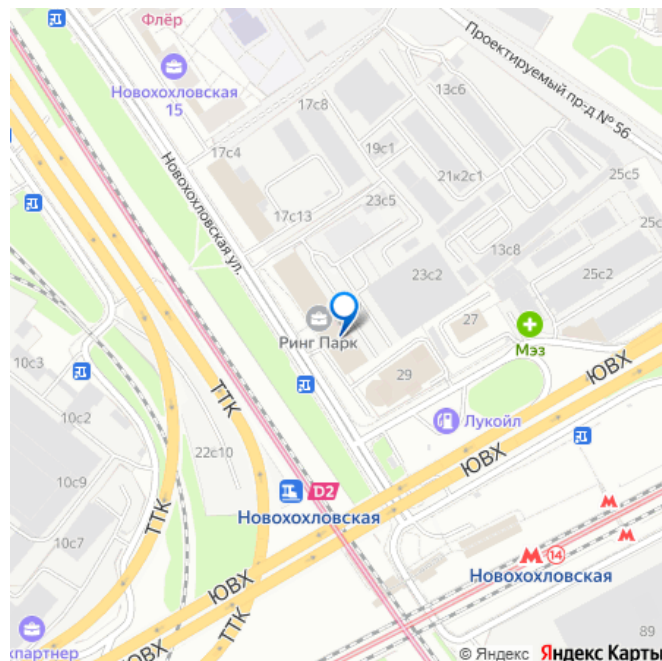 Флёр
Новохохловская
15
17с8
Проектируемый пр-д № 56
13с6
17с4
19с1
21к2с1
25с5
17с13
23с5
25с
Новохохловская ул.
13с8
23с2
25с2
27
Ринг Парк
Мэз
10с3
29
ЮВХ
ТТК
10с2
Лукойл
22с10
ЮВХ
10с9
D2
Новохохловская
ТТК
10с7
14
Новохохловская
ЮВХ
ТТК
ЮВХ
89
кпартнер
© Яндекс Яндекс Карты